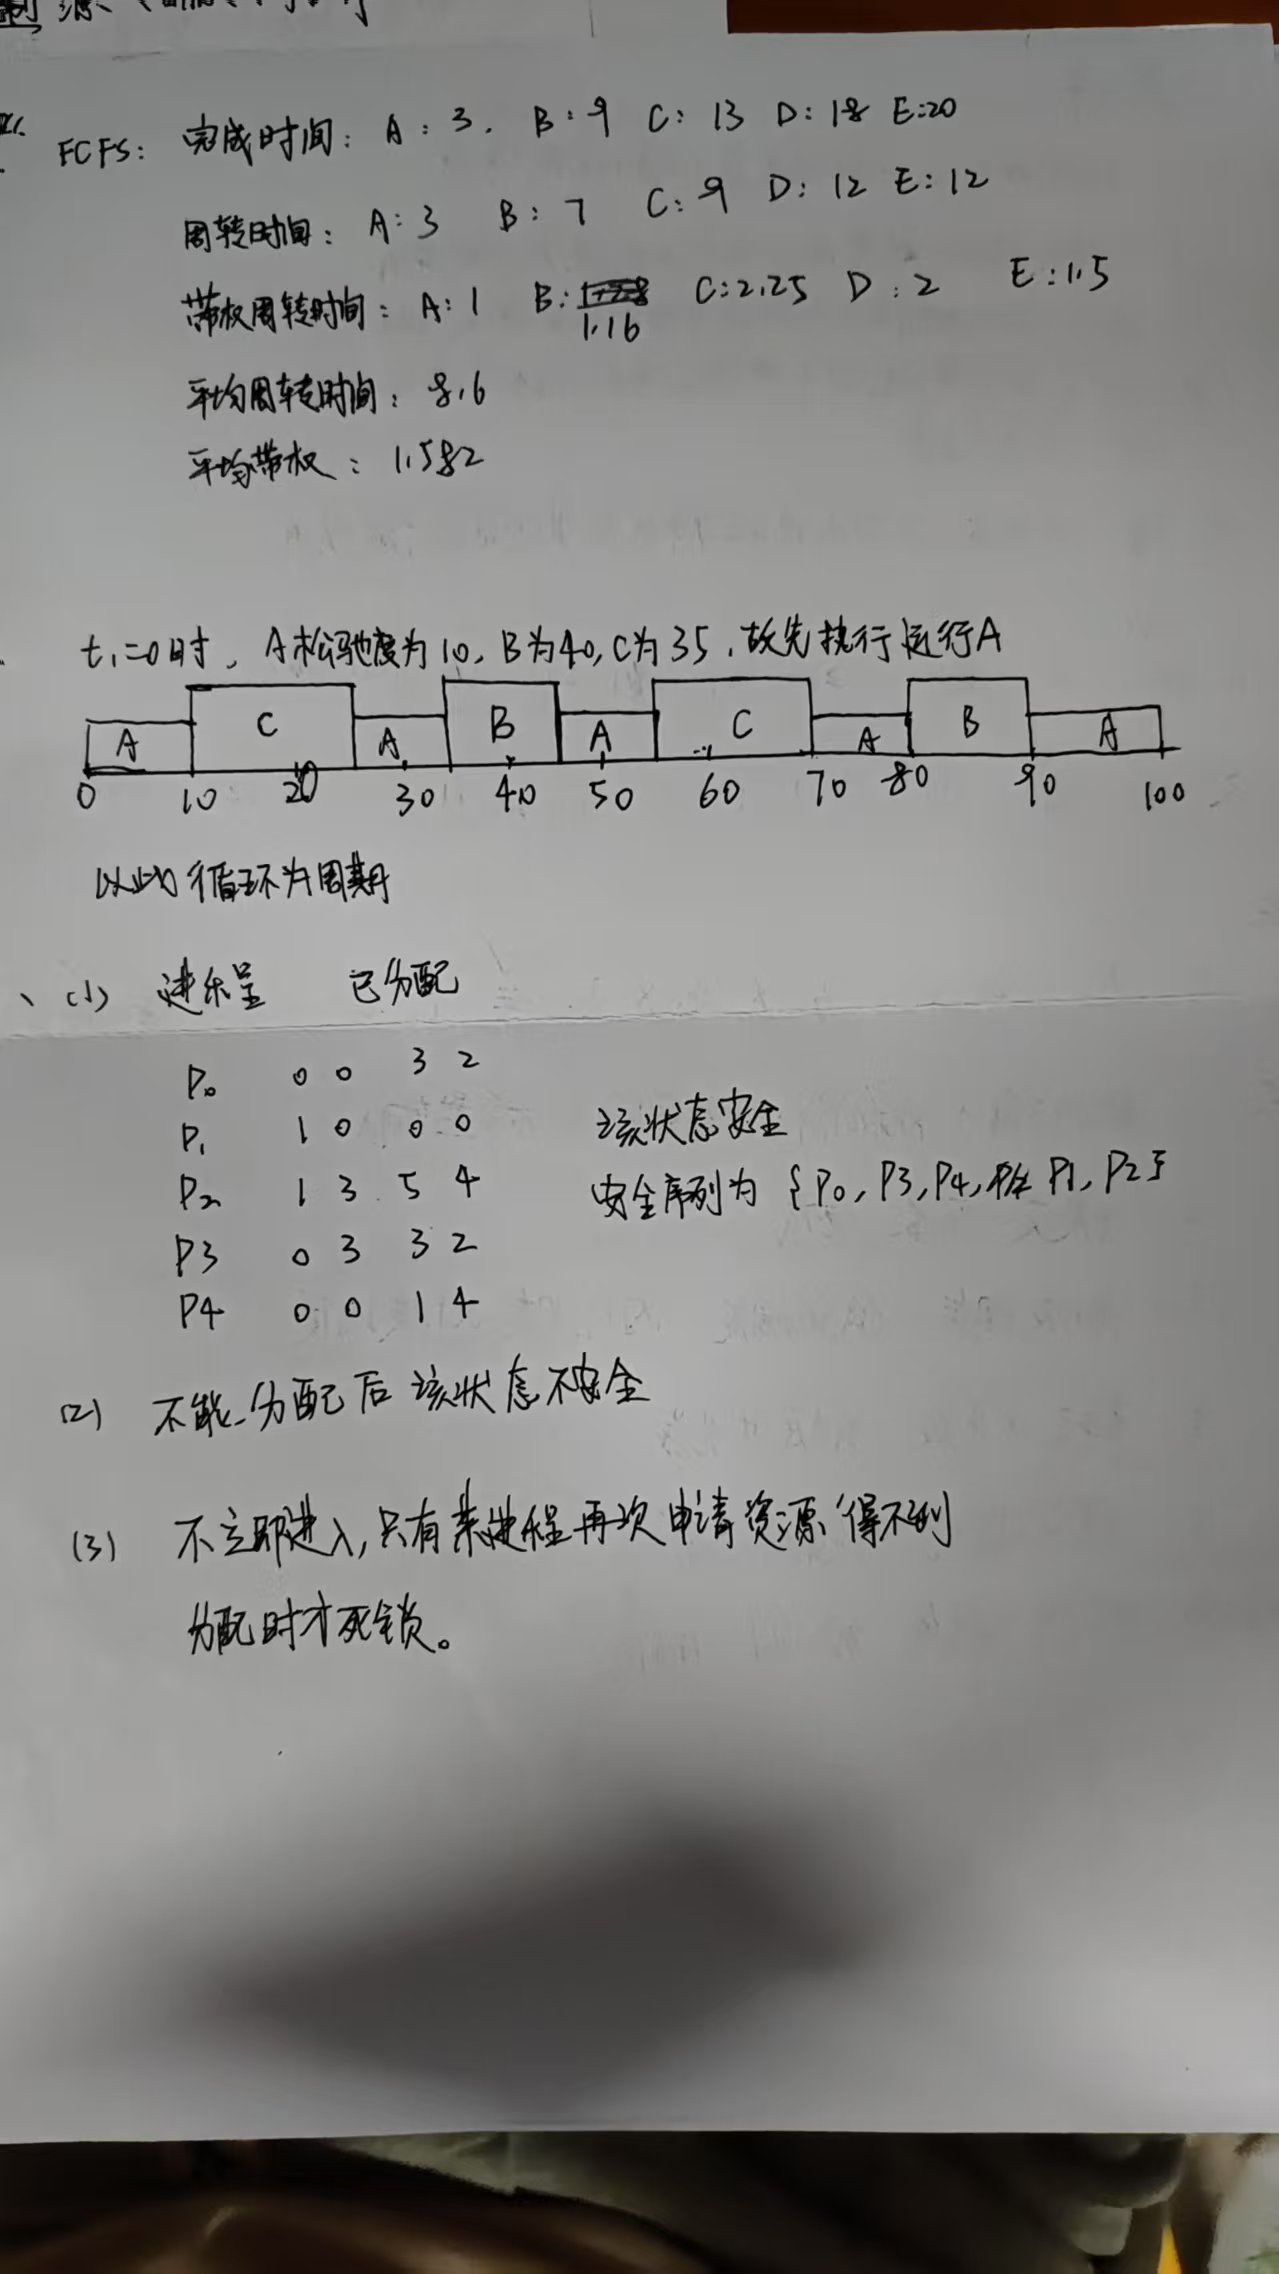 FCFS: 完成时间: A: 3. B: 9 C: 13 D: 18 E: 20
周转时间: A: 3 B: 7 C: 9 D: 12 E: 12
带权周转时间: A: 1 B: 1.16 C: 2.25 D: 2 E: 1.5
平均周转时间: 8.6
平均带权: 1.582
t₁=0时, A松弛度为10, B为40, C为35, 故先执行运行A
A C A B A C A B A
0 10 20 30 40 50 60 70 80 90 100
以此循环为周期
、(1) 进程 已分配
P₀ 0 0 3 2
P₁ 1 0 0 0
该状态安全
P₂ 1 3 5 4
安全序列为 {P₀, P3, P4, P1, P2}
P3 0 3 3 2
P4 0 0 1 4
(2) 不能分配后该状态不安全
(3) 不立即进入,只有某进程再次申请资源得不到
分配时才死锁。